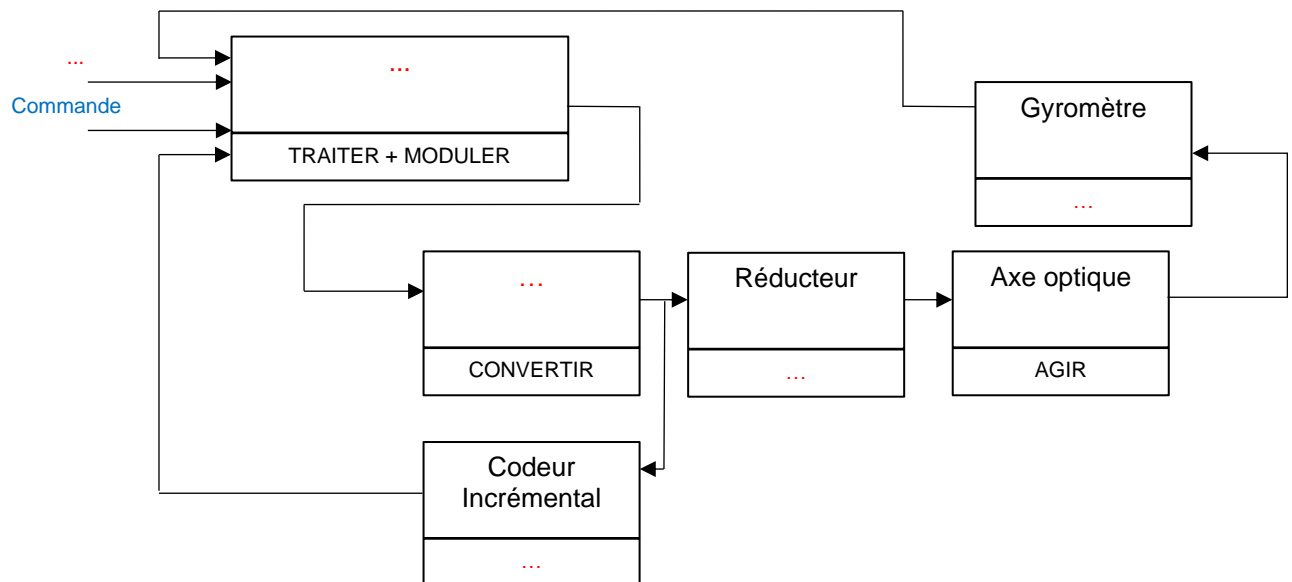 ...
Commande
...
TRAITER + MODULER
Gyromètre
...
...
CONVERTIR
Réducteur
...
Axe optique
AGIR
Codeur
Incrémental
...